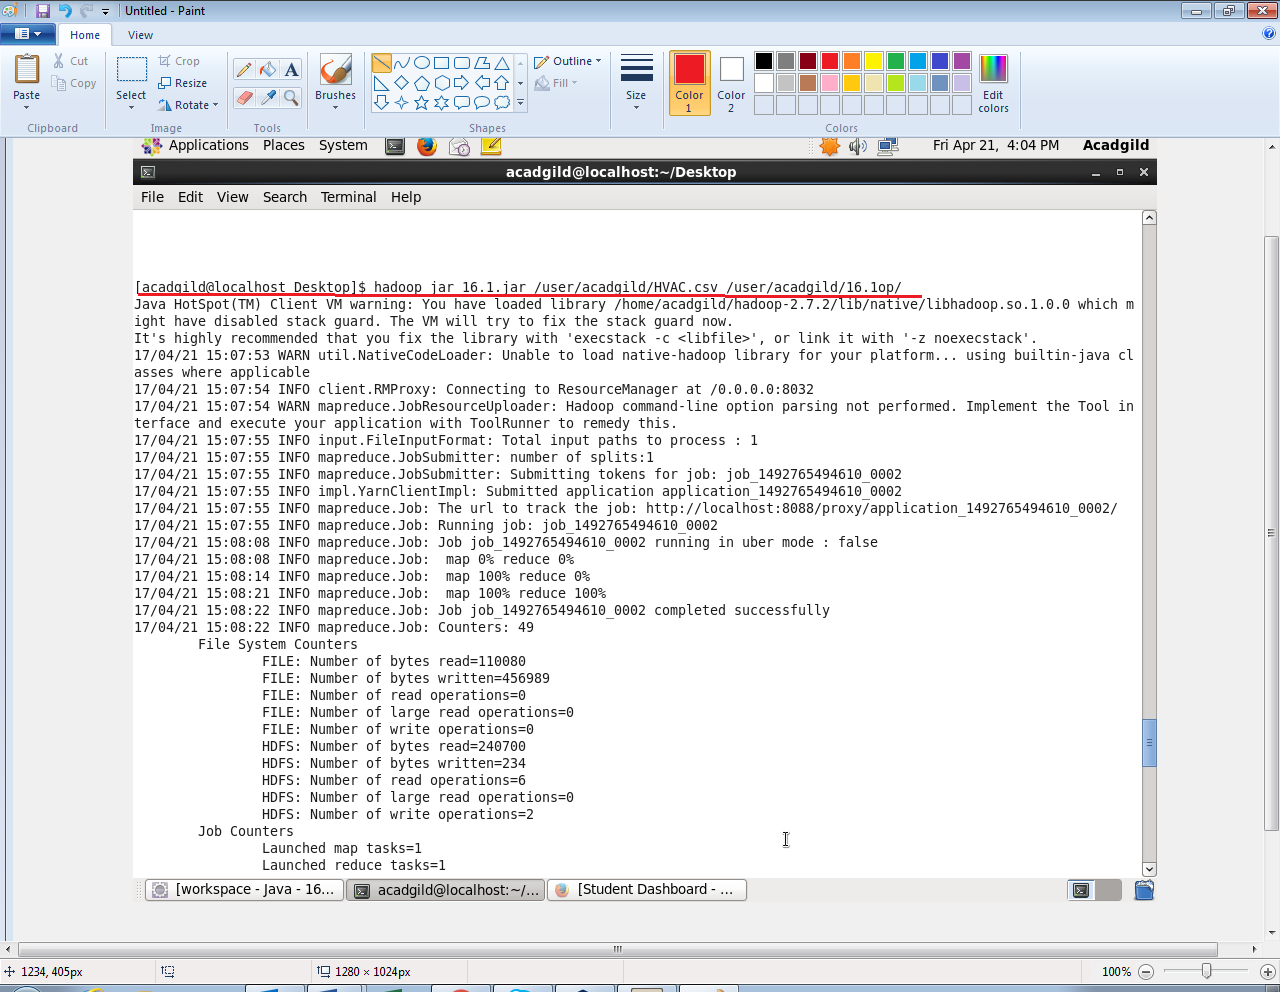 Untitled - Paint
Home
View
Paste
Cut
Copy
Clipboard
Select
Crop
Resize
Rotate
Image
Tools
Brushes
Shapes
Outline
Fill
Size
Color 1
Color 2
Edit colors
Colors
Applications Places System
Fri Apr 21, 4:04 PM Acadgild
acadgild@localhost:~/Desktop
File Edit View Search Terminal Help
[acadgild@localhost Desktop]$ hadoop jar 16.1.jar /user/acadgild/HVAC.csv /user/acadgild/16.1op/
Java HotSpot(TM) Client VM warning: You have loaded library /home/acadgild/hadoop-2.7.2/lib/native/libhadoop.so.1.0.0 which m
ight have disabled stack guard. The VM will try to fix the stack guard now.
It's highly recommended that you fix the library with 'execstack -c <libfile>', or link it with '-z noexecstack'.
17/04/21 15:07:53 WARN util.NativeCodeLoader: Unable to load native-hadoop library for your platform... using builtin-java cl
asses where applicable
17/04/21 15:07:54 INFO client.RMProxy: Connecting to ResourceManager at /0.0.0.0:8032
17/04/21 15:07:54 WARN mapreduce.JobResourceUploader: Hadoop command-line option parsing not performed. Implement the Tool in
terface and execute your application with ToolRunner to remedy this.
17/04/21 15:07:55 INFO input.FileInputFormat: Total input paths to process : 1
17/04/21 15:07:55 INFO mapreduce.JobSubmitter: number of splits:1
17/04/21 15:07:55 INFO mapreduce.JobSubmitter: Submitting tokens for job: job_1492765494610_0002
17/04/21 15:07:55 INFO impl.YarnClientImpl: Submitted application application_1492765494610_0002
17/04/21 15:07:55 INFO mapreduce.Job: The url to track the job: http://localhost:8088/proxy/application_1492765494610_0002/
17/04/21 15:07:55 INFO mapreduce.Job: Running job: job_1492765494610_0002
17/04/21 15:08:08 INFO mapreduce.Job: Job job_1492765494610_0002 running in uber mode : false
17/04/21 15:08:08 INFO mapreduce.Job:  map 0% reduce 0%
17/04/21 15:08:14 INFO mapreduce.Job:  map 100% reduce 0%
17/04/21 15:08:21 INFO mapreduce.Job:  map 100% reduce 100%
17/04/21 15:08:22 INFO mapreduce.Job: Job job_1492765494610_0002 completed successfully
17/04/21 15:08:22 INFO mapreduce.Job: Counters: 49
File System Counters
FILE: Number of bytes read=110080
FILE: Number of bytes written=456989
FILE: Number of read operations=0
FILE: Number of large read operations=0
FILE: Number of write operations=0
HDFS: Number of bytes read=240700
HDFS: Number of bytes written=234
HDFS: Number of read operations=6
HDFS: Number of large read operations=0
HDFS: Number of write operations=2
Job Counters
Launched map tasks=1
Launched reduce tasks=1
[workspace - Java - 16... acadgild@localhost:~/... [Student Dashboard - ...
1234, 405px
1280 × 1024px
100%